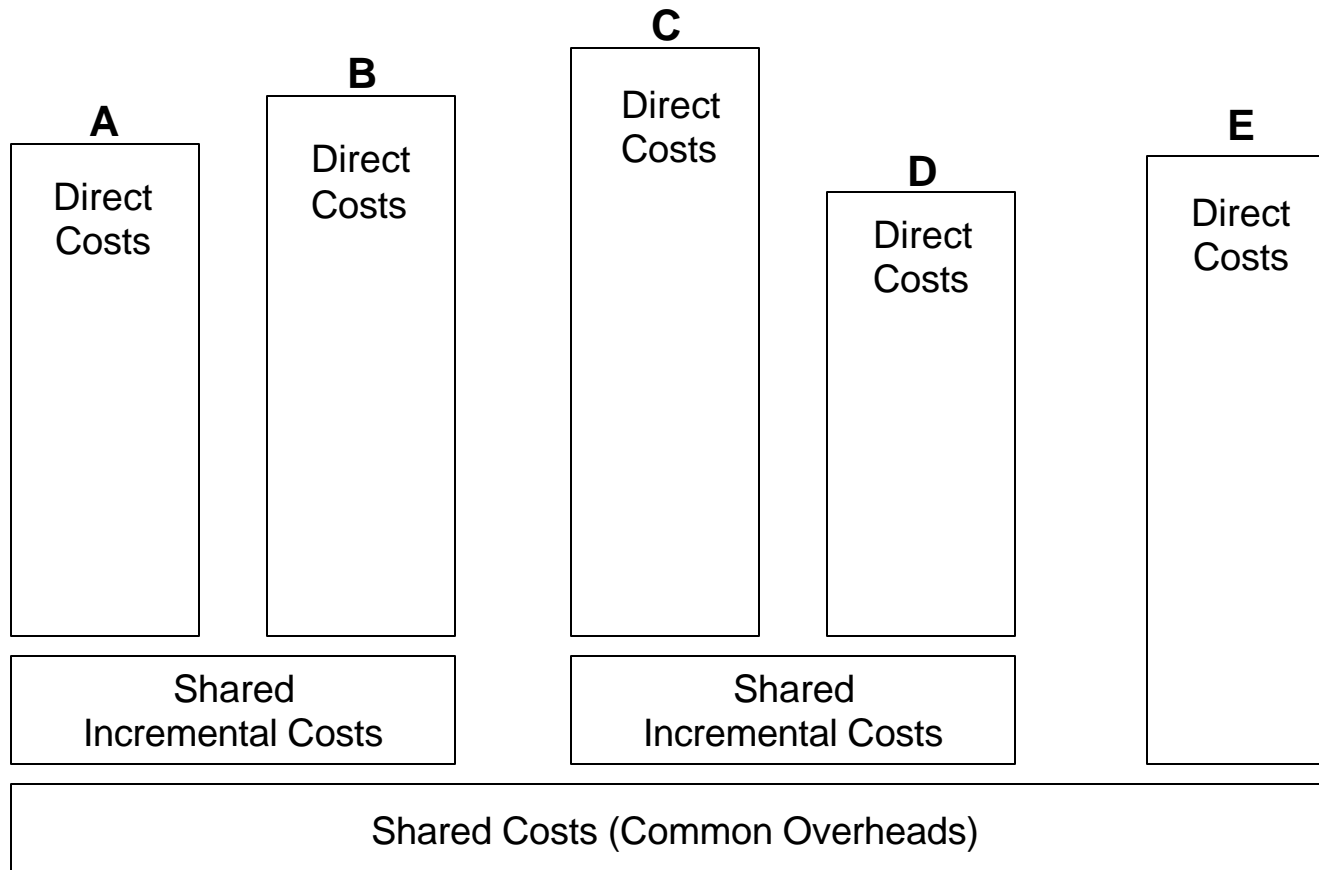 C
B
A
E
D
Direct
Costs
Direct
Costs
Direct
Costs
Direct
Costs
Direct
Costs
Shared
Incremental Costs
Shared
Incremental Costs
Shared Costs (Common Overheads)